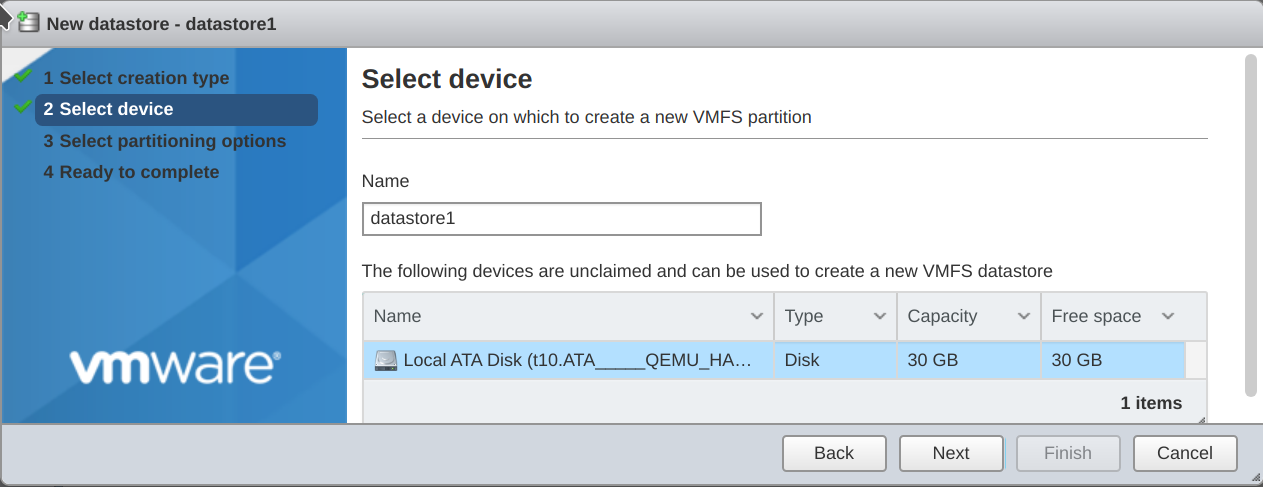 New datastore - datastore1
1 Select creation type
2 Select device
3 Select partitioning options
4 Ready to complete
vmware®
Select device
Select a device on which to create a new VMFS partition
Name
datastore1
The following devices are unclaimed and can be used to create a new VMFS datastore
Name Type Capacity Free space
Local ATA Disk (t10.ATA_____QEMU_HA... Disk 30 GB 30 GB
1 items
Back Next Finish Cancel